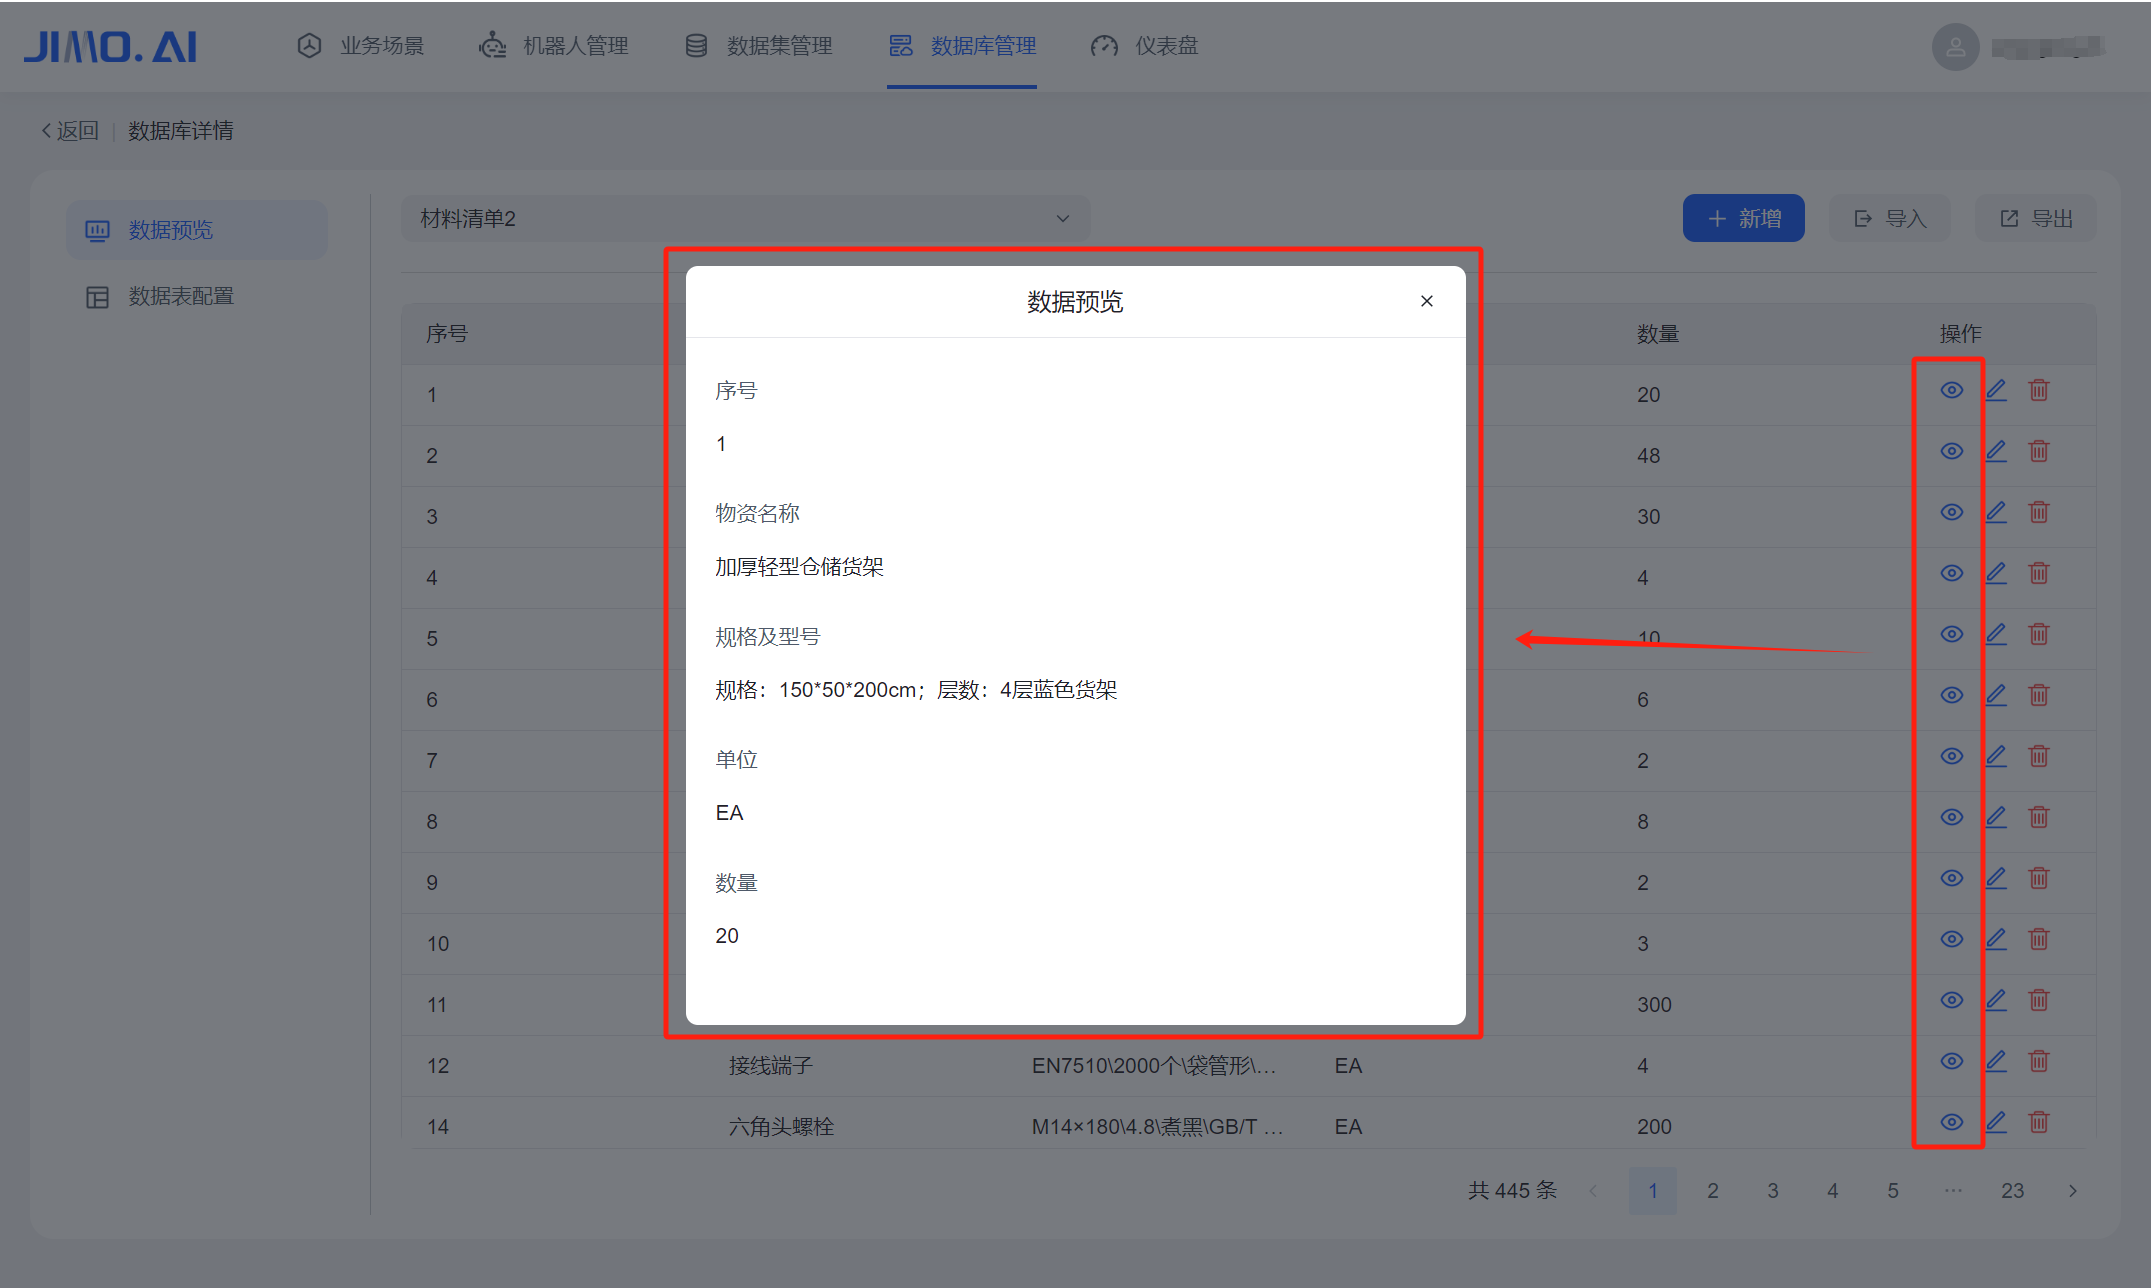 JIMO.AI 业务场景 机器人管理 数据集管理 数据库管理 仪表盘
返回 | 数据库详情
数据预览
数据表配置
材料清单2
新增 导入 导出
序号 数量 操作
1 20
2 48
3 30
4 4
5 10
6 6
7 2
8 8
9 2
10 3
11 300
12 接线端子 EN7510\2000个\袋管形\... EA 4
14 六角头螺栓 M14×180\4.8\煮黑\GB/T ... EA 200
共 445 条 1 2 3 4 5 ··· 23
数据预览
序号
1
物资名称
加厚轻型仓储货架
规格及型号
规格：150*50*200cm；层数：4层蓝色货架
单位
EA
数量
20